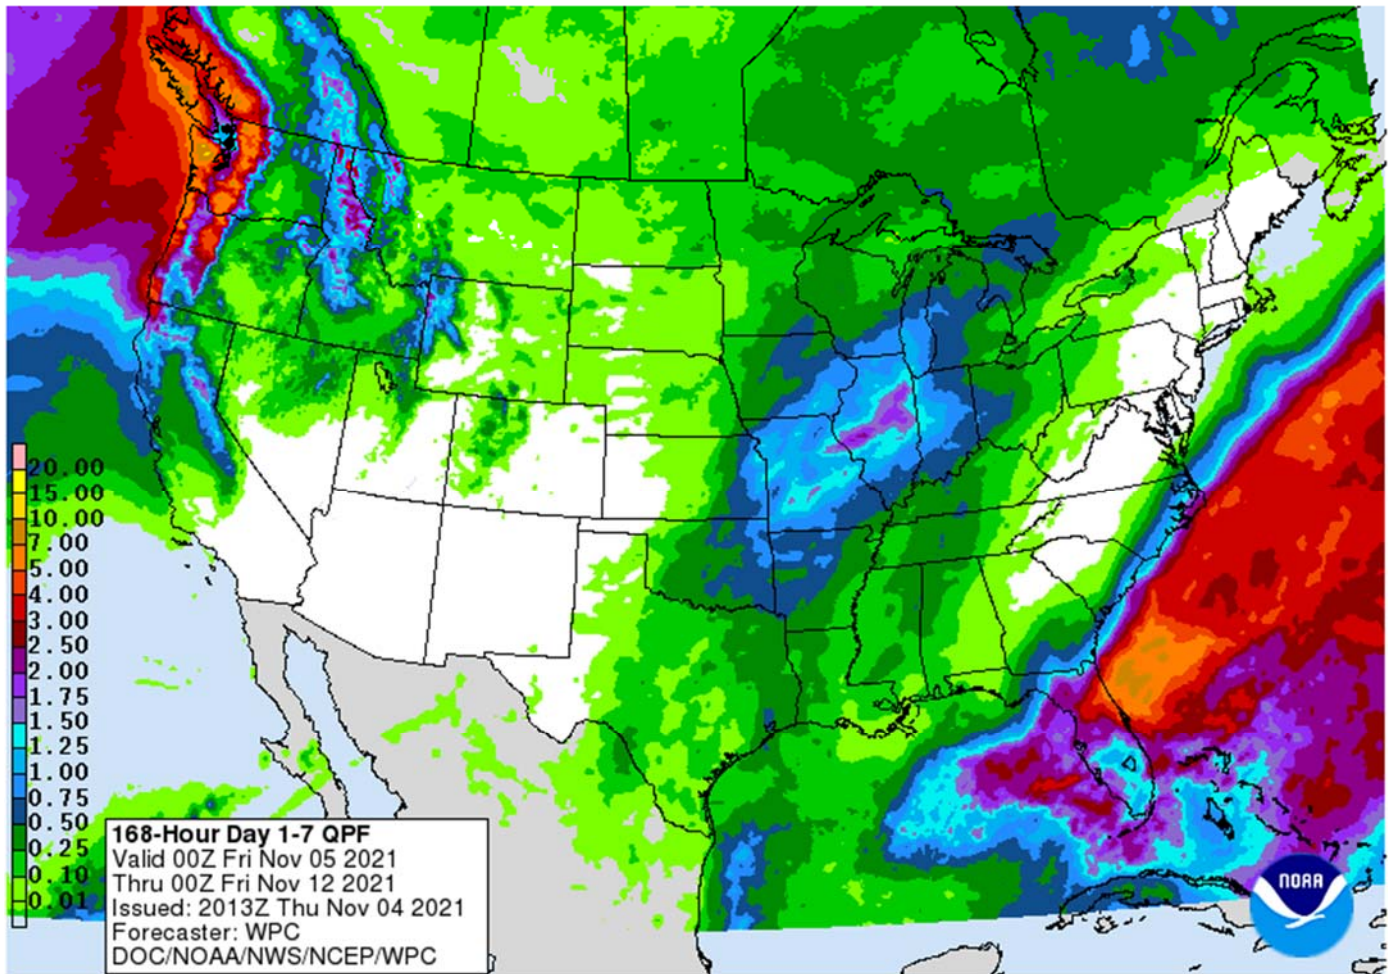 20.00
15.00
10.00
7.00
5.00
4.00
3.00
2.50
2.00
1.75
1.50
1.25
1.00
0.75
0.50
0.25
0.10
0.01
168-Hour Day 1-7 QPF
Valid 00Z Fri Nov 05 2021
Thru 00Z Fri Nov 12 2021
Issued: 2013Z Thu Nov 04 2021
Forecaster: WPC
DOC/NOAA/NWS/NCEP/WPC
NOAA